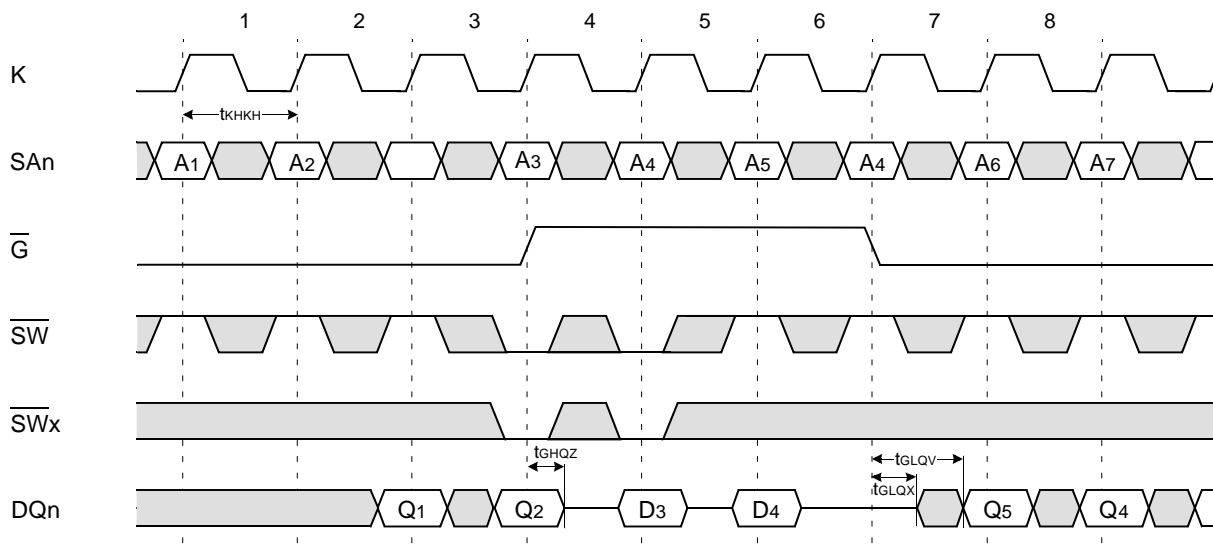 1 2 3 4 5 6 7 8
K
tKHKH
SAn A1 A2 A3 A4 A5 A4 A6 A7
G
SW
SWx
tGHQZ tGLQV
tGLQX
DQn Q1 Q2 D3 D4 Q5 Q4